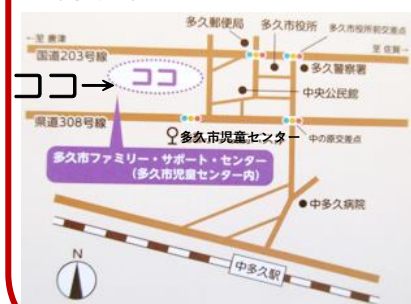 多久郵便局
多久市役所
多久市役所前交差点
←至 唐津
至 佐賀→
国道203号線
ココ
多久警察署
ココ→
中央公民館
県道308号線
多久市児童センター
中の原交差点
多久市ファミリー・サポート・センター
(多久市児童センター内)
中多久病院
N
中多久駅